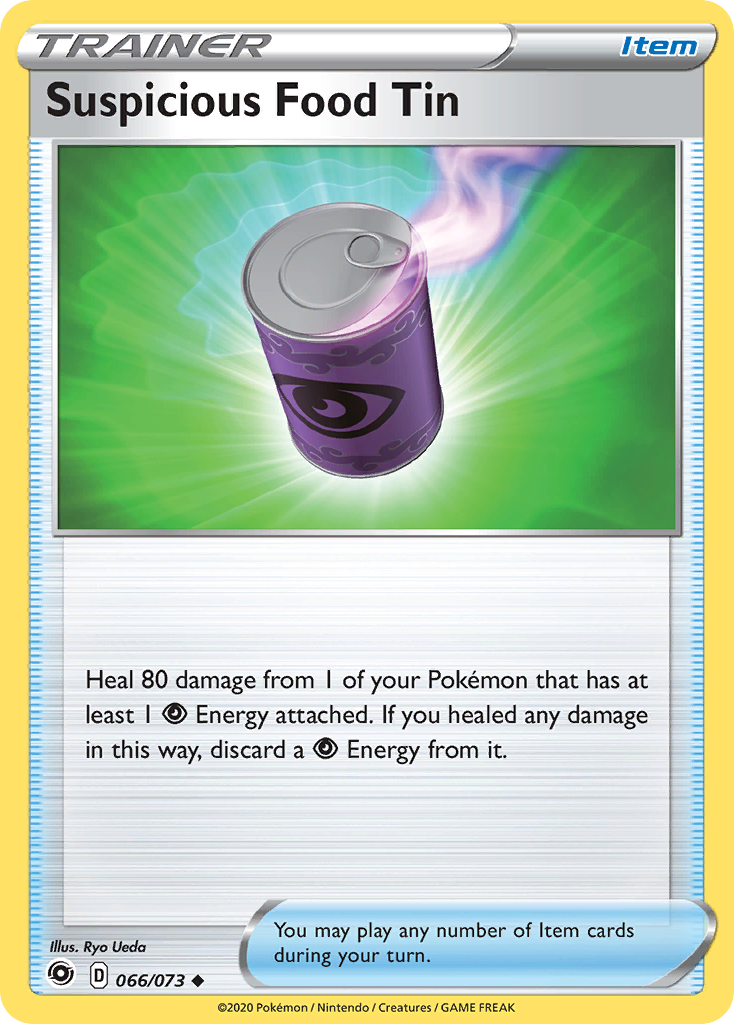 TRAINER
Item
Suspicious Food Tin
Heal 80 damage from 1 of your Pokémon that has at
least 1 Energy attached. If you healed any damage
in this way, discard a Energy from it.
You may play any number of Item cards
during your turn.
Illus. Ryo Ueda
D 066/073
©2020 Pokémon / Nintendo / Creatures / GAME FREAK